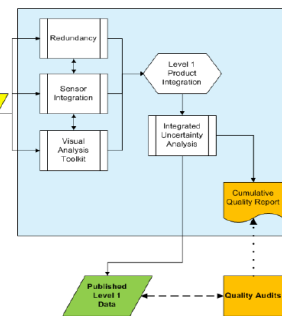 Redundancy
Level 1
Product
Integration
Sensor
Integration
Visual
Analysis
Toolkit
Integrated
Uncertainty
Analysis
Cumulative
Quality Report
Published
Level 1
Data
Quality Audits